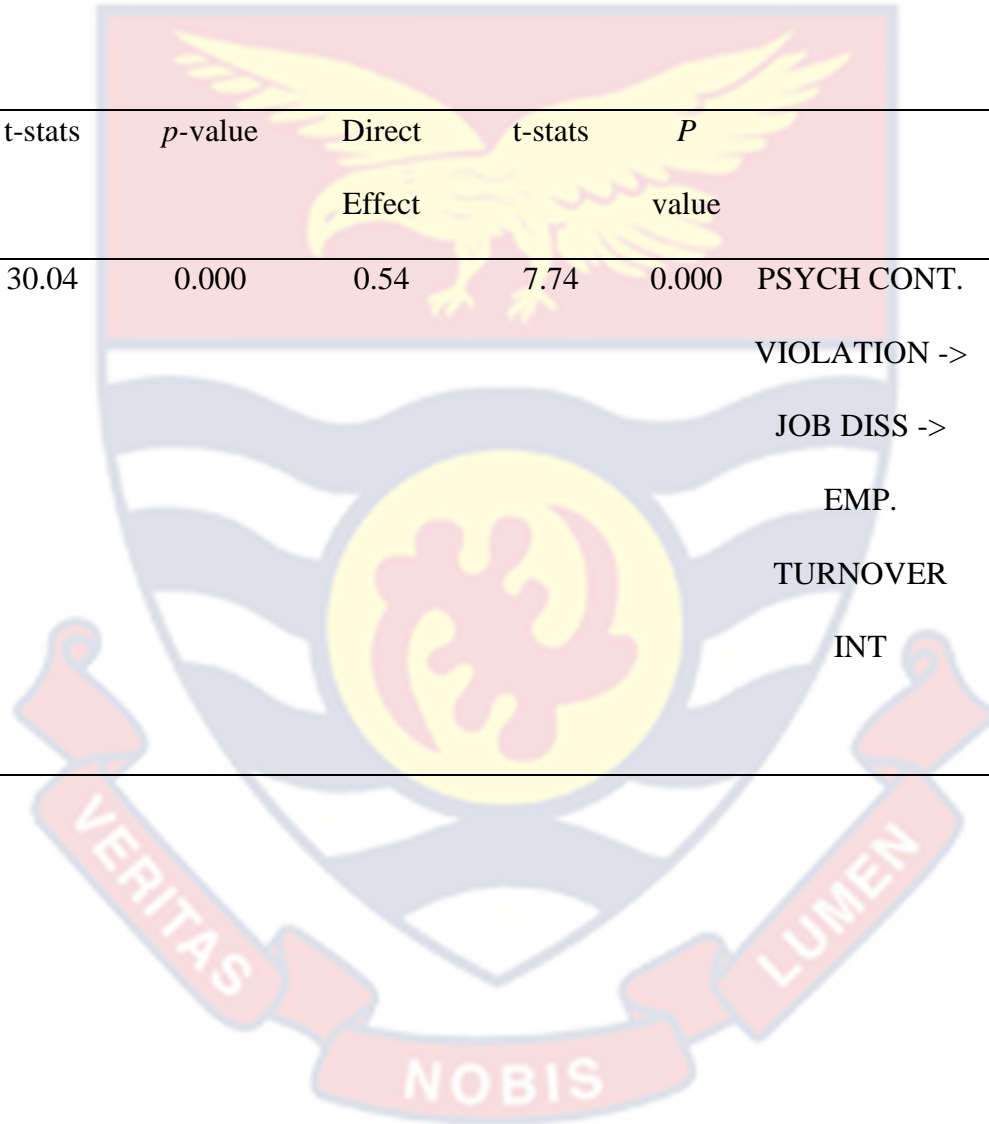 t-stats p-value Direct t-stats P
Effect value
30.04 0.000 0.54 7.74 0.000 PSYCH CONT.
VIOLATION ->
JOB DISS ->
EMP.
TURNOVER
INT
VERITAS
NOBIS
LUMEN